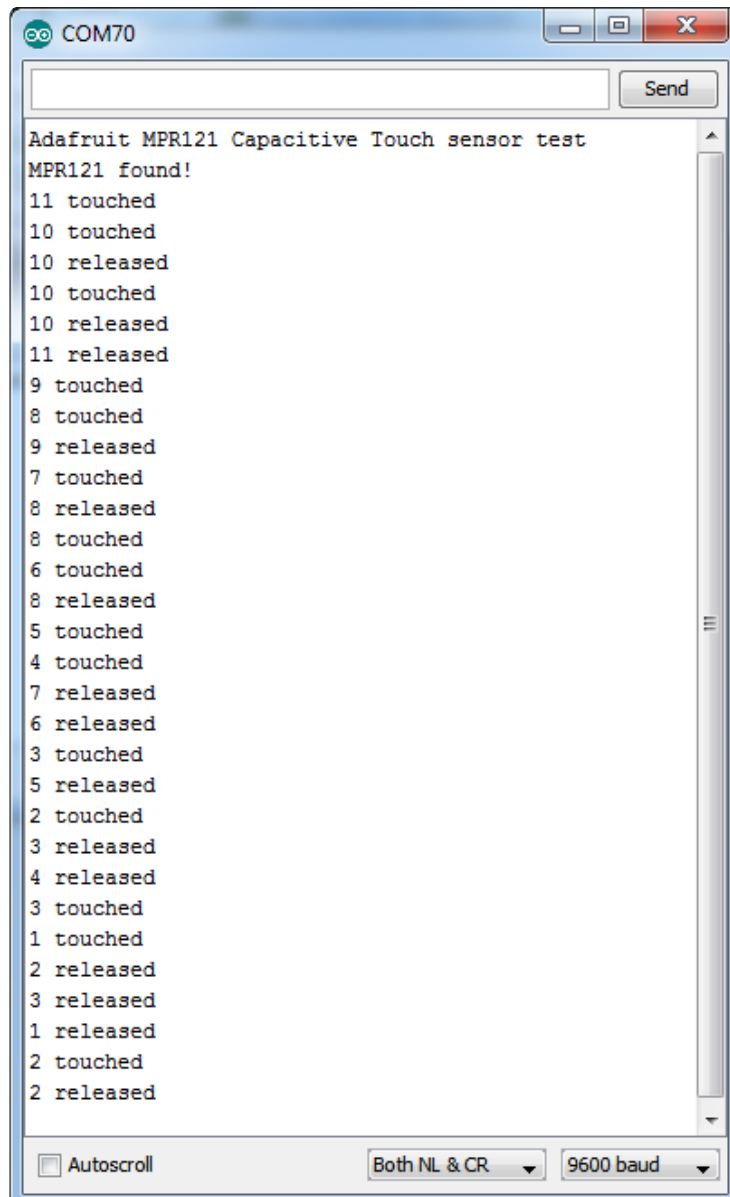 COM70
Send
Adafruit MPR121 Capacitive Touch sensor test
MPR121 found!
11 touched
10 touched
10 released
10 touched
10 released
11 released
9 touched
8 touched
9 released
7 touched
8 released
8 touched
6 touched
8 released
5 touched
4 touched
7 released
6 released
3 touched
5 released
2 touched
3 released
4 released
3 touched
1 touched
2 released
3 released
1 released
2 touched
2 released
Autoscroll Both NL & CR 9600 baud